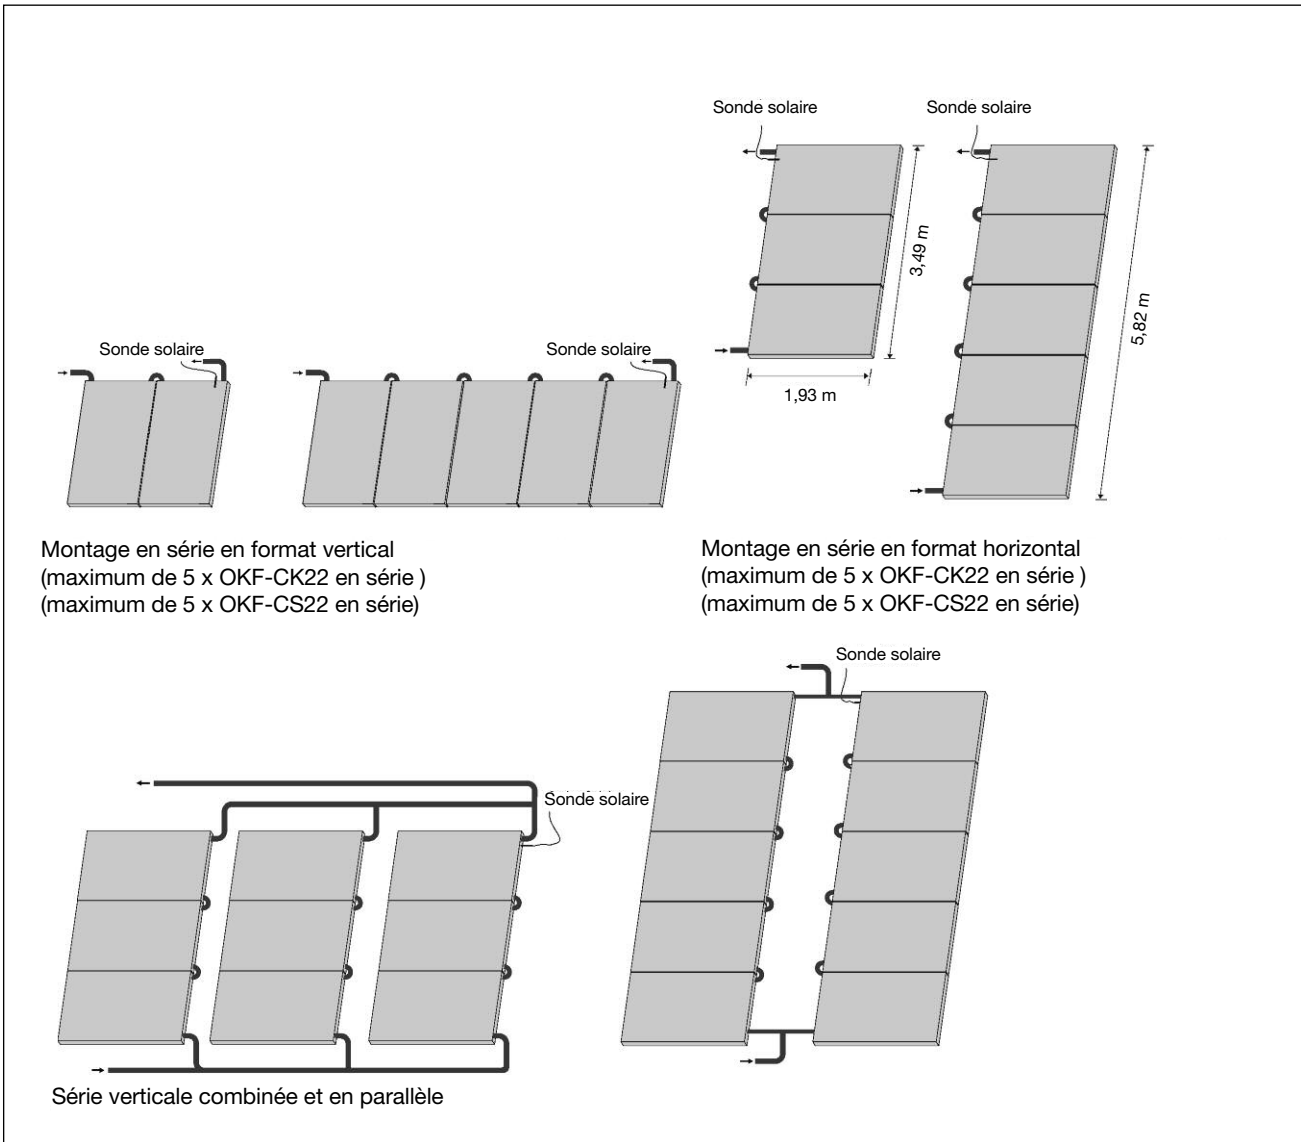 Sonde solaire
Sonde solaire
3,49 m
5,82 m
1,93 m
Sonde solaire
Sonde solaire
Montage en série en format vertical
(maximum de 5 x OKF-CK22 en série )
(maximum de 5 x OKF-CS22 en série)
Montage en série en format horizontal
(maximum de 5 x OKF-CK22 en série )
(maximum de 5 x OKF-CS22 en série)
Sonde solaire
Sonde solaire
Série verticale combinée et en parallèle